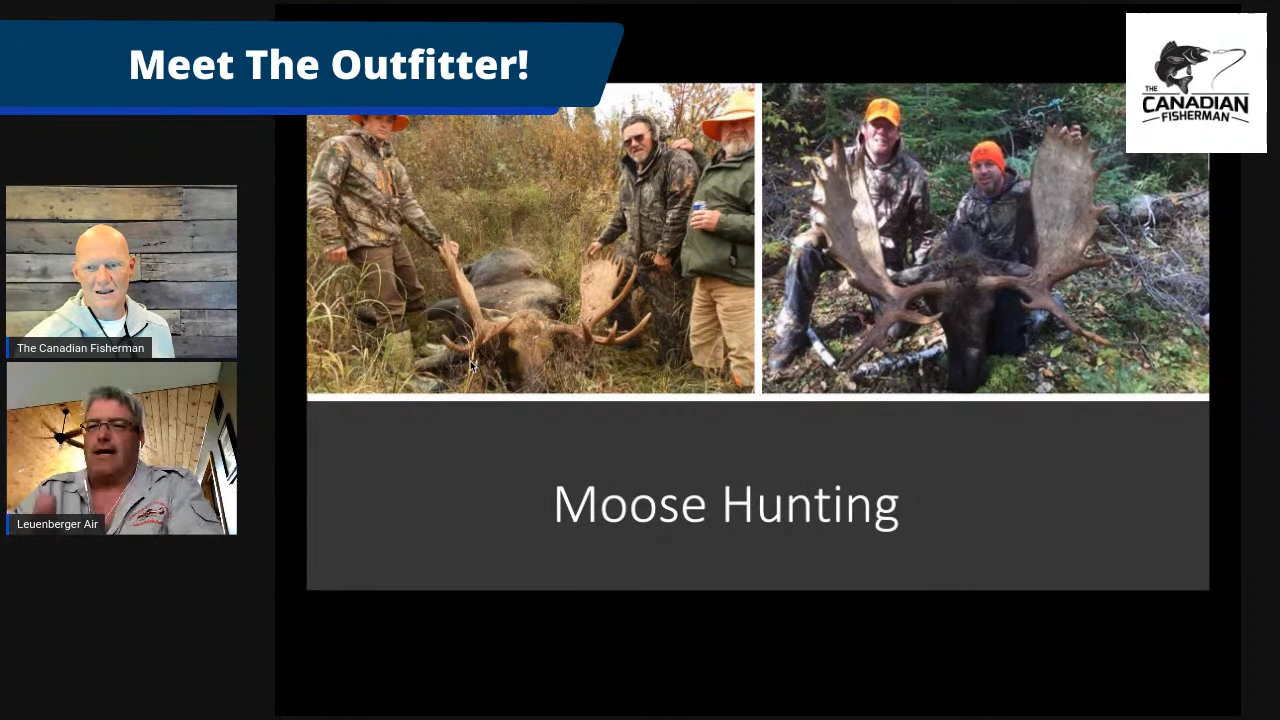 Meet The Outfitter!
THE
CANADIAN
FISHERMAN
The Canadian Fisherman
Leuenberger Air
Moose Hunting